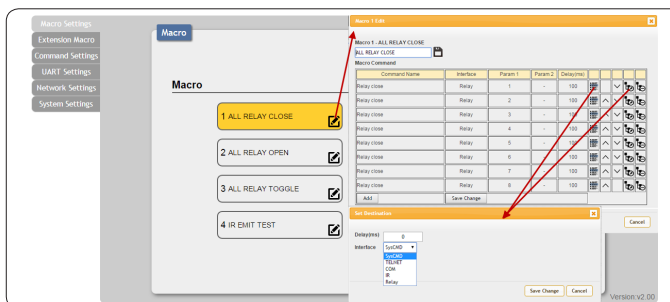 Macro Settings
Extension Macro
Command Settings
UART Settings
Network Settings
System Settings
Macro
Macro
1 ALL RELAY CLOSE
2 ALL RELAY OPEN
3 ALL RELAY TOGGLE
4 IR EMIT TEST
Macro 1 Edit
Macro 1 - ALL RELAY CLOSE
ALL RELAY CLOSE
Macro Command
Command Name Interface Param 1 Param 2 Delay(ms)
Relay close Relay 1 - 100
Relay close Relay 2 - 100
Relay close Relay 3 - 100
Relay close Relay 4 - 100
Relay close Relay 5 - 100
Relay close Relay 6 - 100
Relay close Relay 7 - 100
Relay close Relay 8 - 100
Add Save Change
Cancel
Set Destination
Delay(ms) 0
Interface SysCMD
SysCMD
TELNET
COM
IR
Relay
Save Change Cancel
Version:v2.00